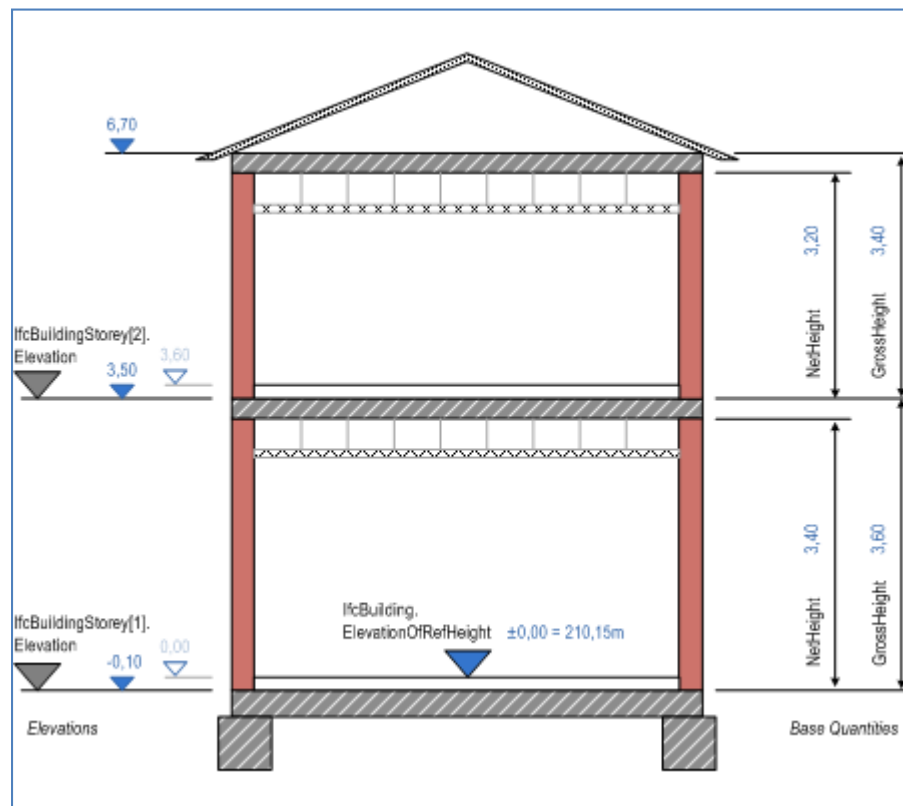 6,70
3,20
3,40
NetHeight
GrossHeight
IfcBuildingStorey[2].
Elevation
3,50
3,60
3,40
3,60
NetHeight
GrossHeight
IfcBuilding.
ElevationOfRefHeight ±0,00 = 210,15m
IfcBuildingStorey[1].
Elevation
-0,10
0,00
Elevations
Base Quantities